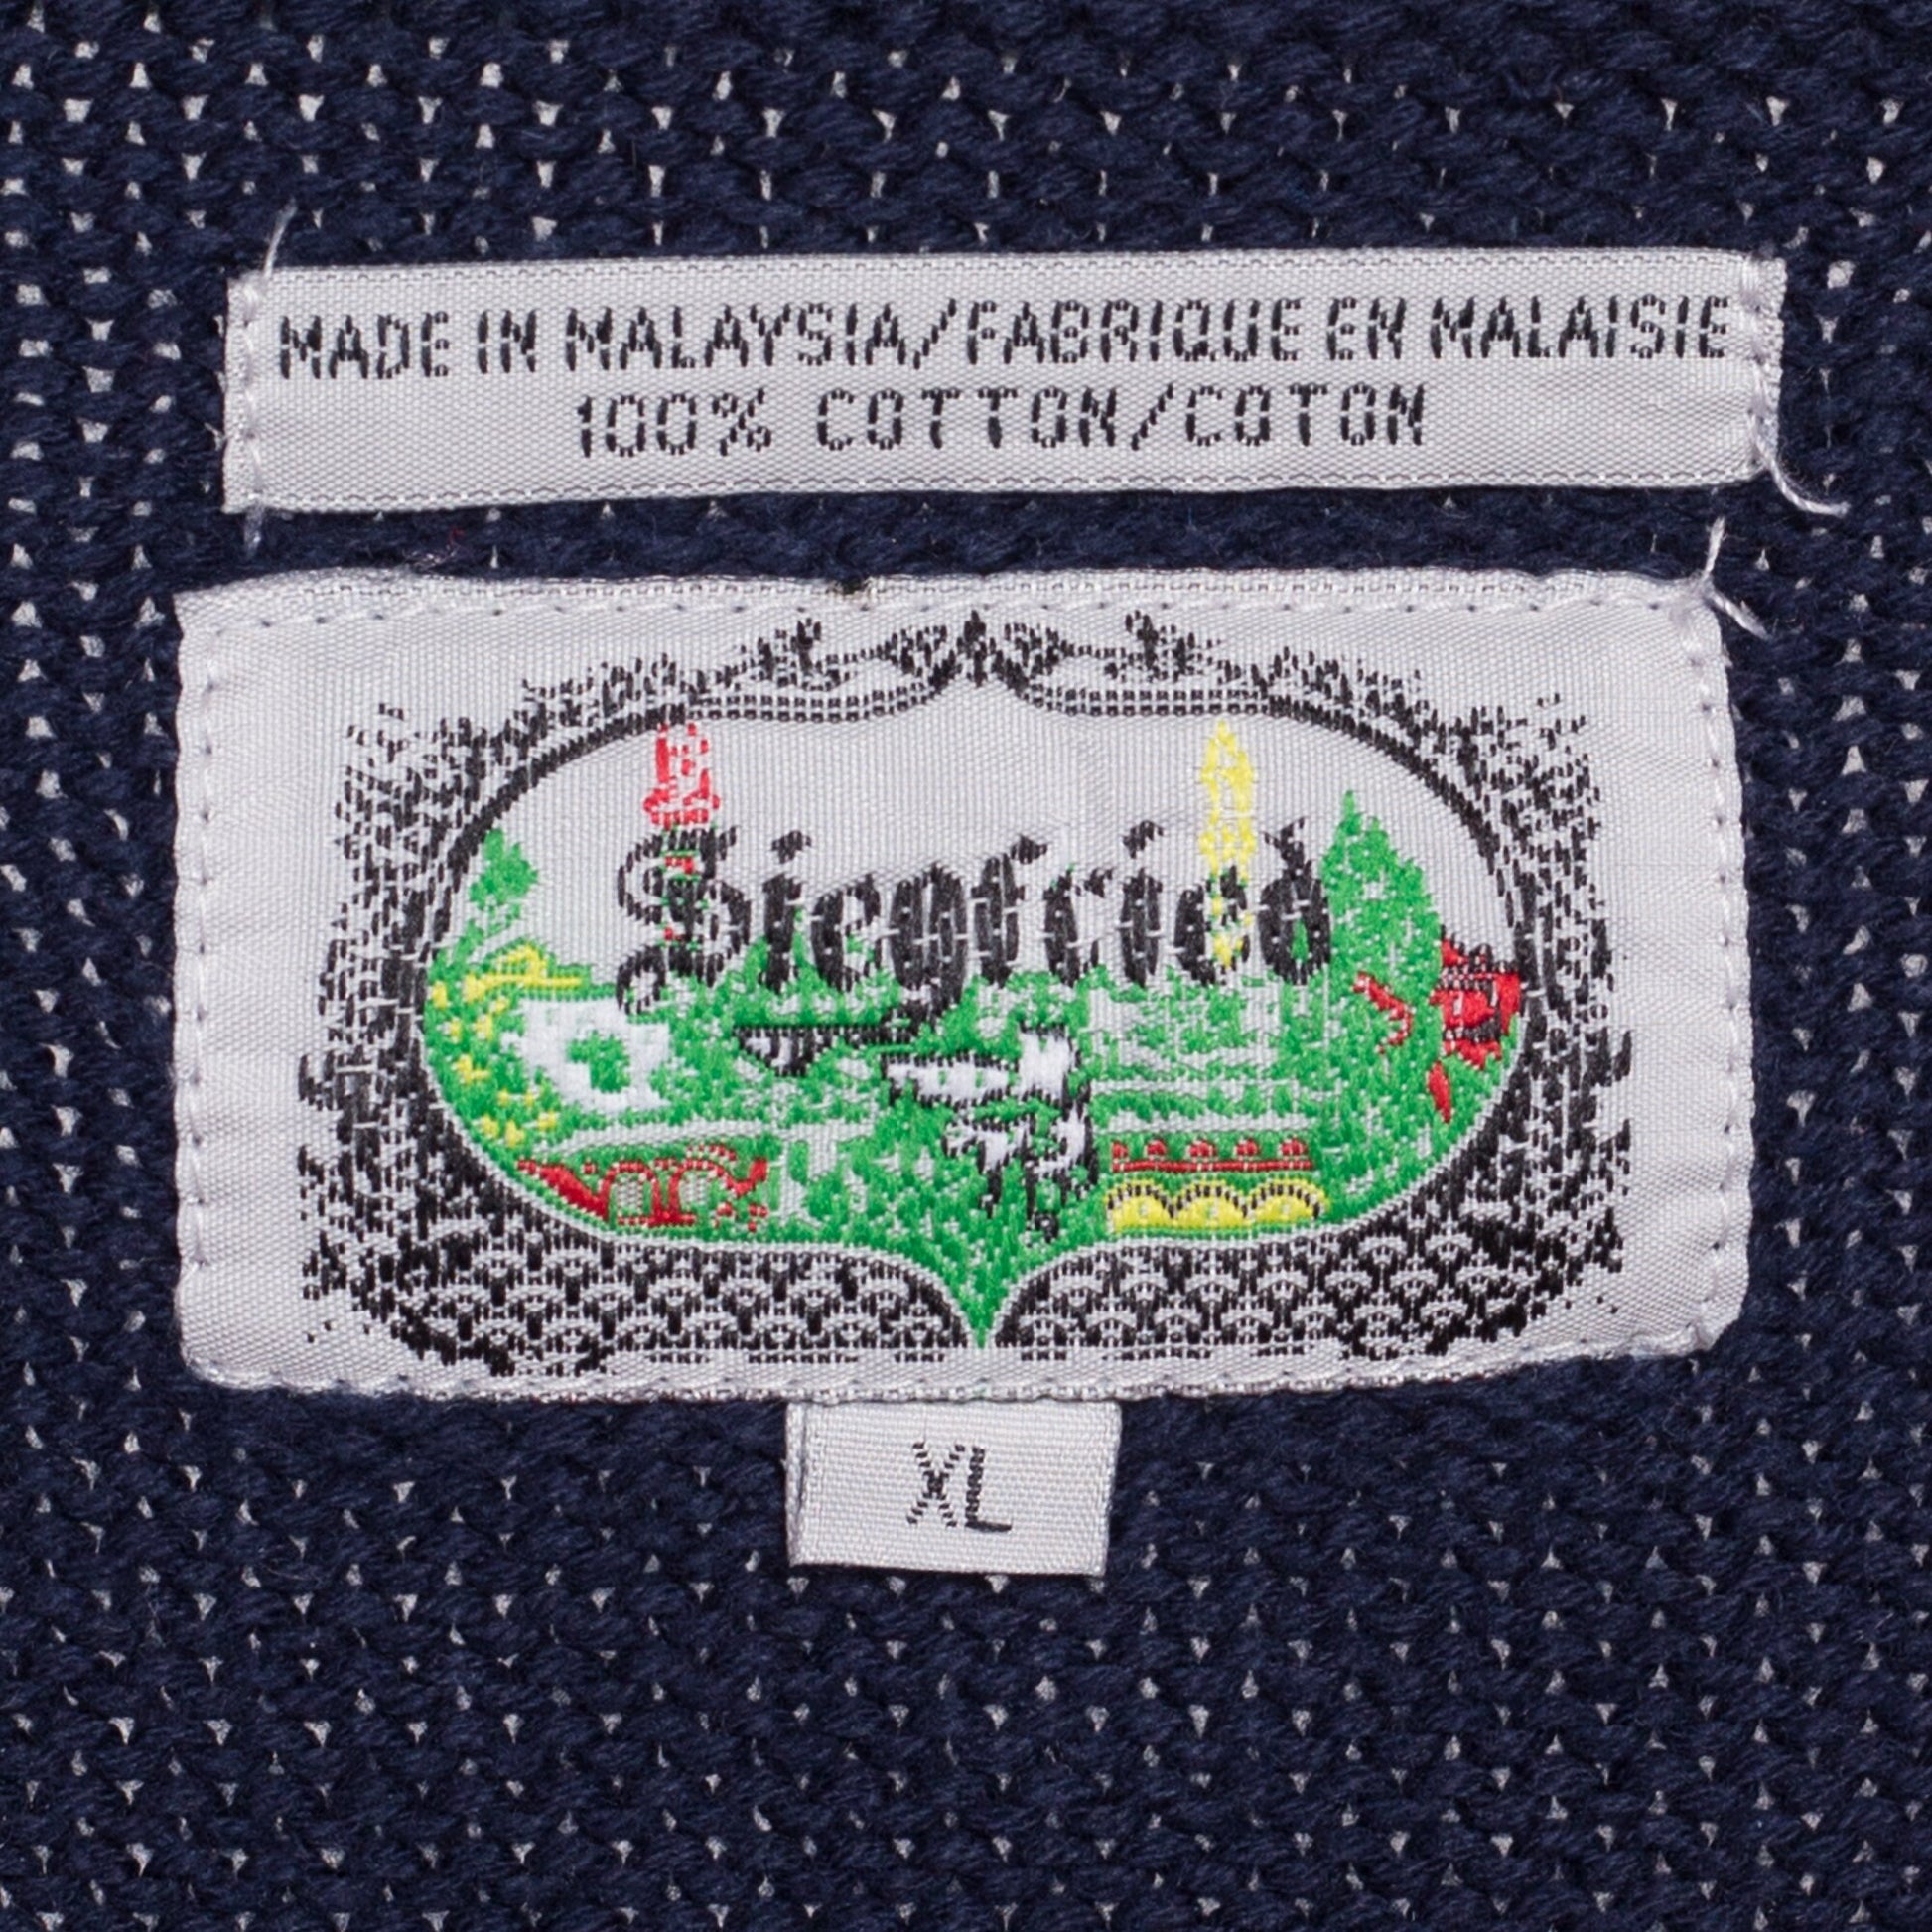 MADE IN MALAYSIA/FABRIQUE EN MALAISIE
100% COTTON/COTON
Siegfried
XL